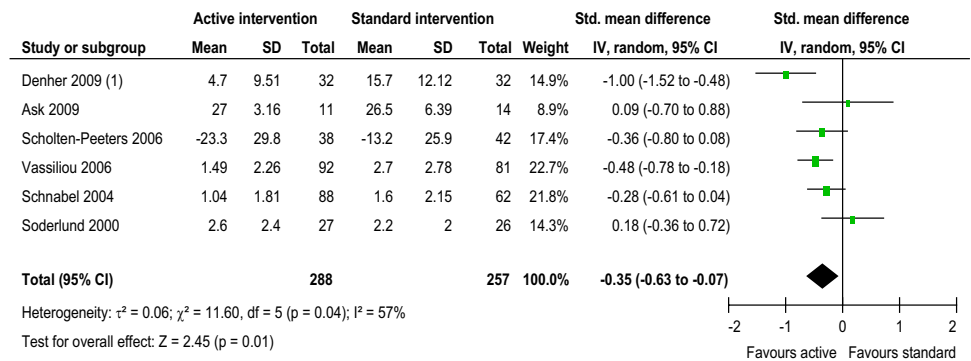 Active intervention Standard intervention Std. mean difference Std. mean difference
Study or subgroup Mean SD Total Mean SD Total Weight IV, random, 95% CI IV, random, 95% CI
Denher 2009 (1) 4.7 9.51 32 15.7 12.12 32 14.9% -1.00 (-1.52 to -0.48)
Ask 2009 27 3.16 11 26.5 6.39 14 8.9% 0.09 (-0.70 to 0.88)
Scholten-Peeters 2006 -23.3 29.8 38 -13.2 25.9 42 17.4% -0.36 (-0.80 to 0.08)
Vassiliou 2006 1.49 2.26 92 2.7 2.78 81 22.7% -0.48 (-0.78 to -0.18)
Schnabel 2004 1.04 1.81 88 1.6 2.15 62 21.8% -0.28 (-0.61 to 0.04)
Soderlund 2000 2.6 2.4 27 2.2 2 26 14.3% 0.18 (-0.36 to 0.72)
Total (95% CI) 288 257 100.0% -0.35 (-0.63 to -0.07)
Heterogeneity: τ² = 0.06; χ² = 11.60, df = 5 (p = 0.04); I² = 57%
Test for overall effect: Z = 2.45 (p = 0.01)
-2 -1 0 1 2
Favours active Favours standard